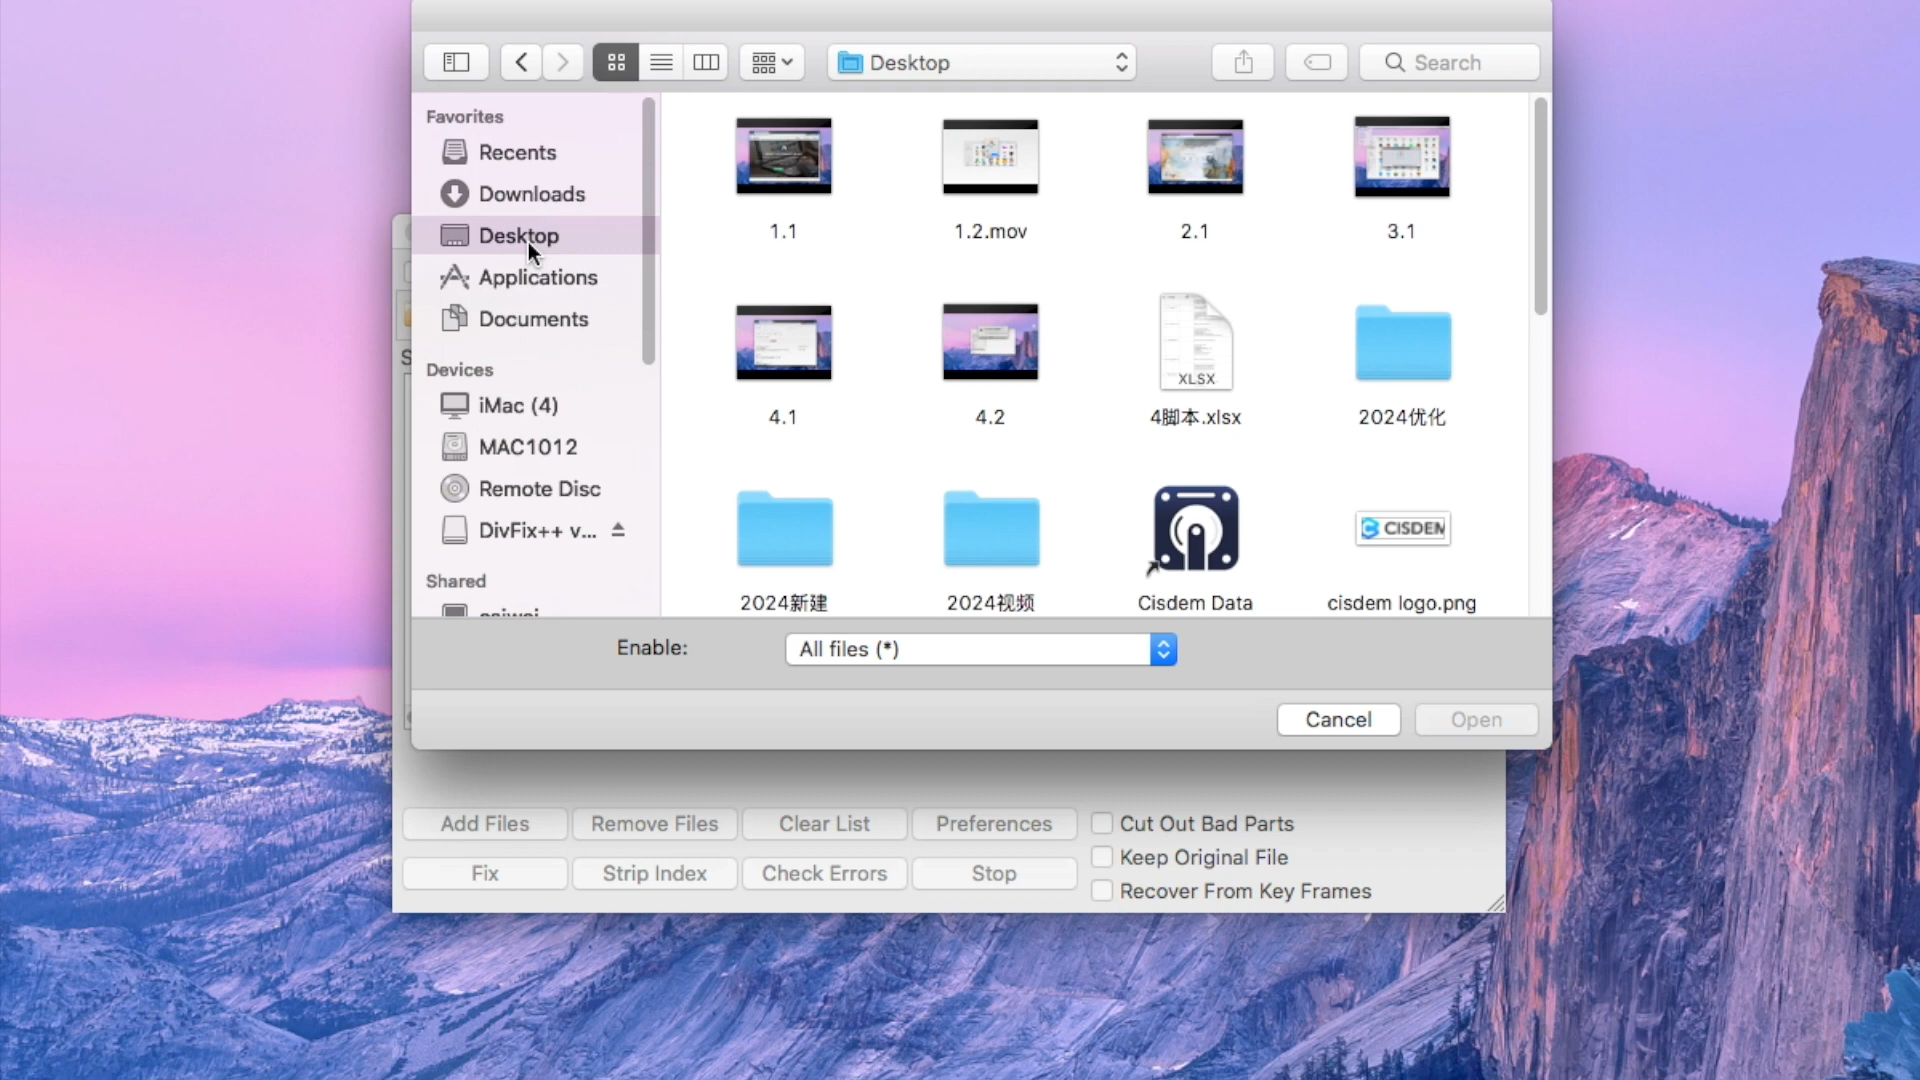 Desktop
Search
Favorites
Recents
Downloads
Desktop
Applications
Documents
Devices
iMac (4)
MAC1012
Remote Disc
DivFix++ v...
Shared
1.1
1.2.mov
2.1
3.1
XLSX
4.1
4.2
4脚本.xlsx
2024优化
CISDEM
2024新建
2024视频
Cisdem Data
cisdem logo.png
Enable:
All files (*)
Cancel
Open
Add Files
Remove Files
Clear List
Preferences
Cut Out Bad Parts
Keep Original File
Fix
Strip Index
Check Errors
Stop
Recover From Key Frames